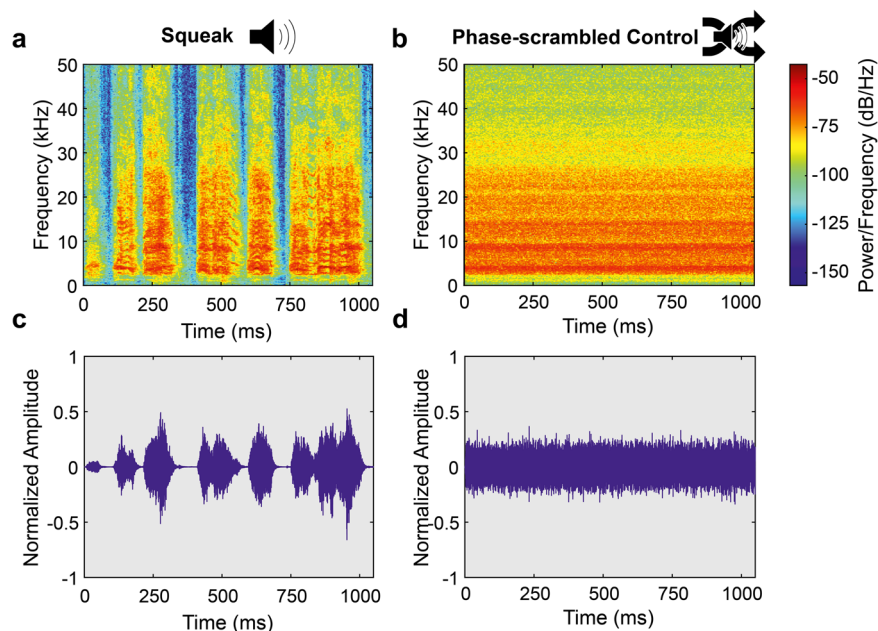 a
Squeak
b
Phase-scrambled Control
Frequency (kHz)
50
40
30
20
10
0
0 250 500 750 1000
Time (ms)
Frequency (kHz)
50
40
30
20
10
0
0 250 500 750 1000
Time (ms)
-50
-75
-100
-125
-150
Power/Frequency (dB/Hz)
c
Normalized Amplitude
1
0.5
0
-0.5
-1
0 250 500 750 1000
Time (ms)
d
Normalized Amplitude
1
0.5
0
-0.5
-1
0 250 500 750 1000
Time (ms)